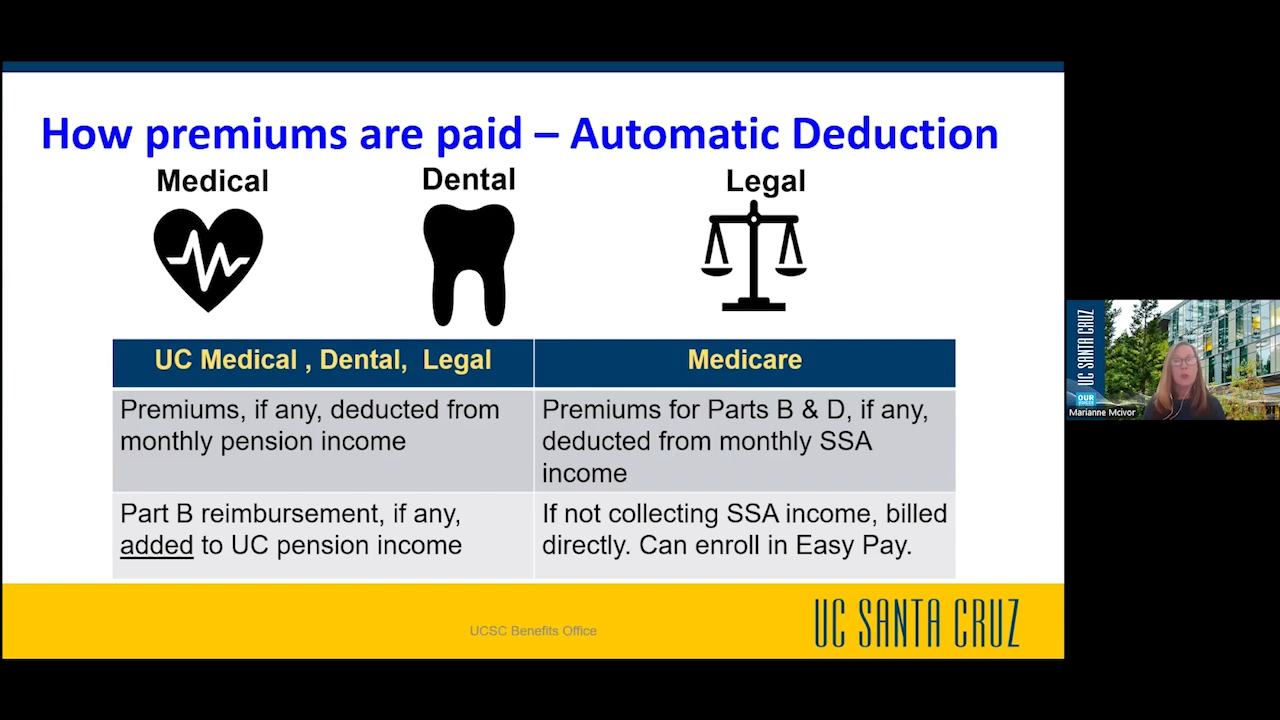 How premiums are paid – Automatic Deduction
Medical
Dental
Legal
UC Medical , Dental, Legal
Medicare
Premiums, if any, deducted from
monthly pension income
Premiums for Parts B & D, if any,
deducted from monthly SSA
income
Part B reimbursement, if any,
added to UC pension income
If not collecting SSA income, billed
directly. Can enroll in Easy Pay.
UCSC Benefits Office
UC SANTA CRUZ
UC SANTA CRUZ
OUR
Marianne Mcivor